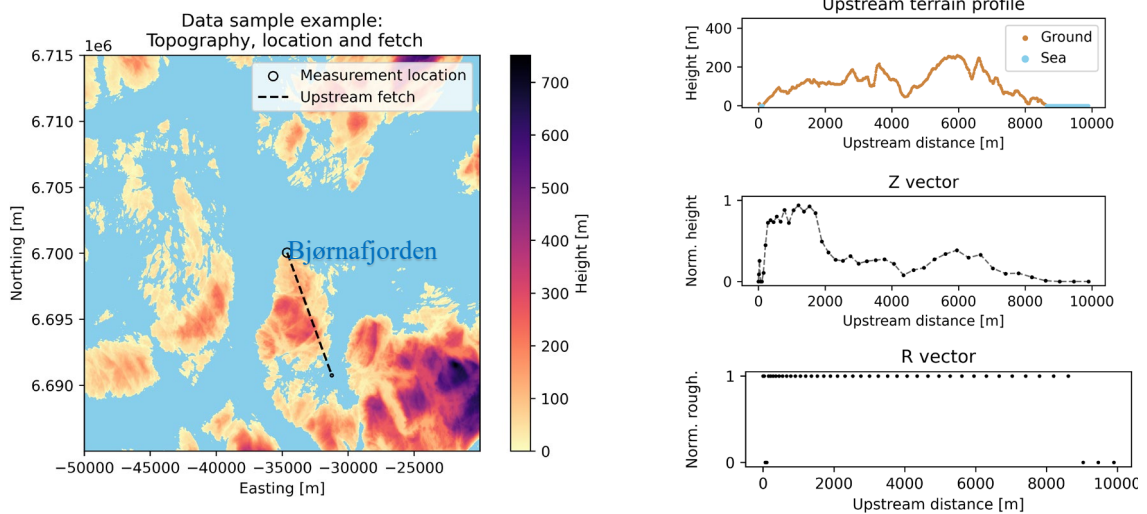 Data sample example:
Topography, location and fetch
1e6
6.715
6.710
6.705
6.700
6.695
6.690
Northing [m]
Measurement location
Upstream fetch
Bjørnafjorden
−50000 −45000 −40000 −35000 −30000 −25000
Easting [m]
700
600
500
400
300
200
100
0
Height [m]
Upstream terrain profile
Height [m]
400
200
0
Ground
Sea
0 2000 4000 6000 8000 10000
Upstream distance [m]
Z vector
Norm. height
1
0
0 2000 4000 6000 8000 10000
Upstream distance [m]
R vector
Norm. rough.
1
0
0 2000 4000 6000 8000 10000
Upstream distance [m]